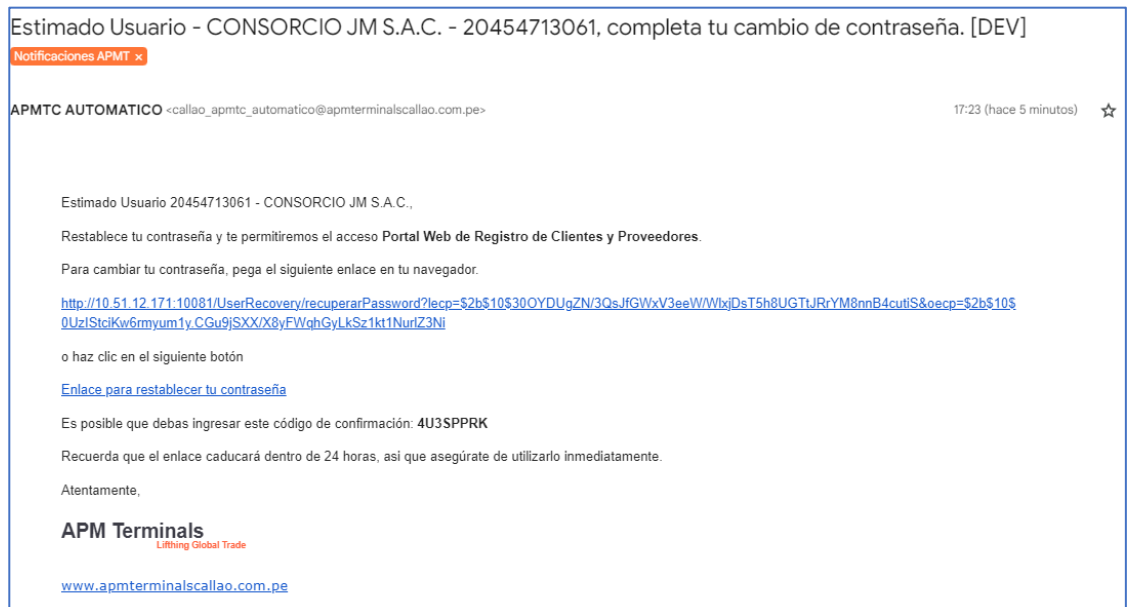 Estimado Usuario - CONSORCIO JM S.A.C. - 20454713061, completa tu cambio de contraseña. [DEV]
Notificaciones APMT ×
APMTC AUTOMATICO <callao_apmtc_automatico@apmterminalscallao.com.pe> 17:23 (hace 5 minutos)
Estimado Usuario 20454713061 - CONSORCIO JM S.A.C.,
Restablece tu contraseña y te permitiremos el acceso Portal Web de Registro de Clientes y Proveedores.
Para cambiar tu contraseña, pega el siguiente enlace en tu navegador.
http://10.51.12.171:10081/UserRecovery/recuperarPassword?lecp=$2b$10$30OYDUgZN/3QsJfGWxV3eeW/WlxjDsT5h8UGTtJRrYM8nnB4cutiS&oecp=$2b$10$
0UzIStciKw6rmyum1y.CGu9jSXX/X8yFWqhGyLkSz1kt1NurlZ3Ni
o haz clic en el siguiente botón
Enlace para restablecer tu contraseña
Es posible que debas ingresar este código de confirmación: 4U3SPPRK
Recuerda que el enlace caducará dentro de 24 horas, asi que asegúrate de utilizarlo inmediatamente.
Atentamente,
APM Terminals
Lifthing Global Trade
www.apmterminalscallao.com.pe